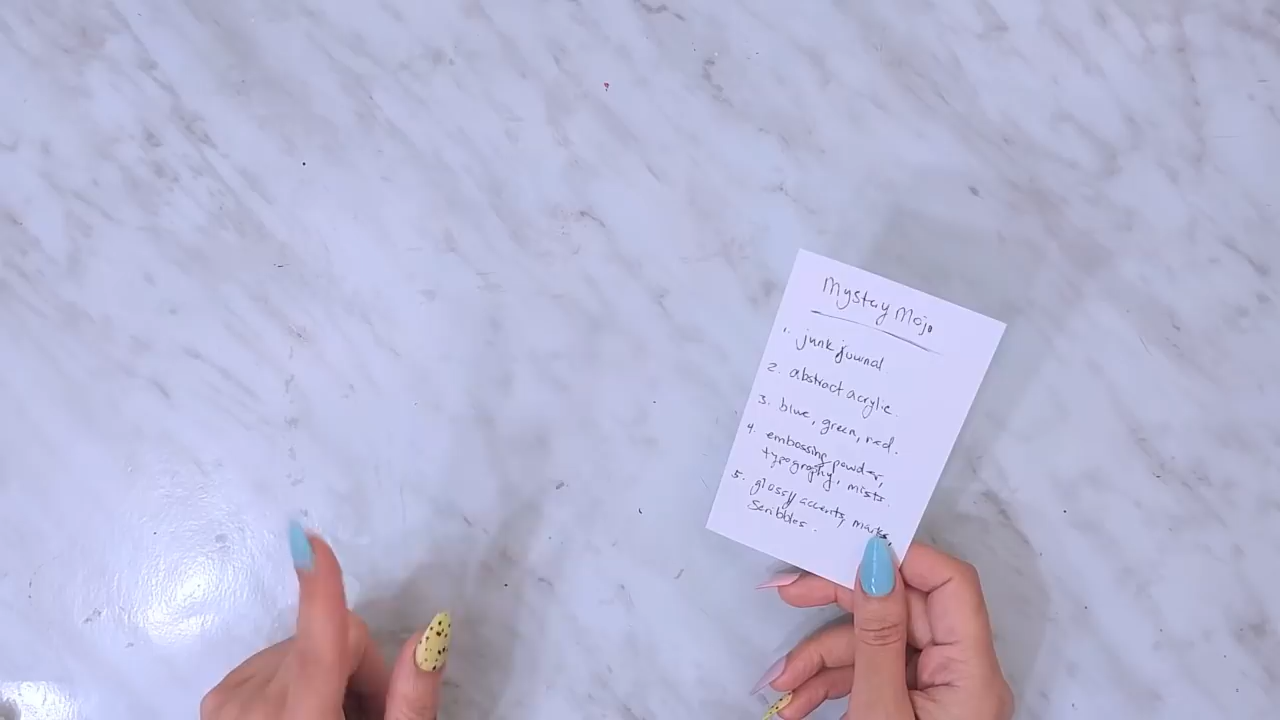 Mystery Mojo
1. junk journal.
2. abstract acrylic.
3. blue, green, red.
4. embossing powder,
typography, mists.
5. glossy accents, marks,
scribbles.